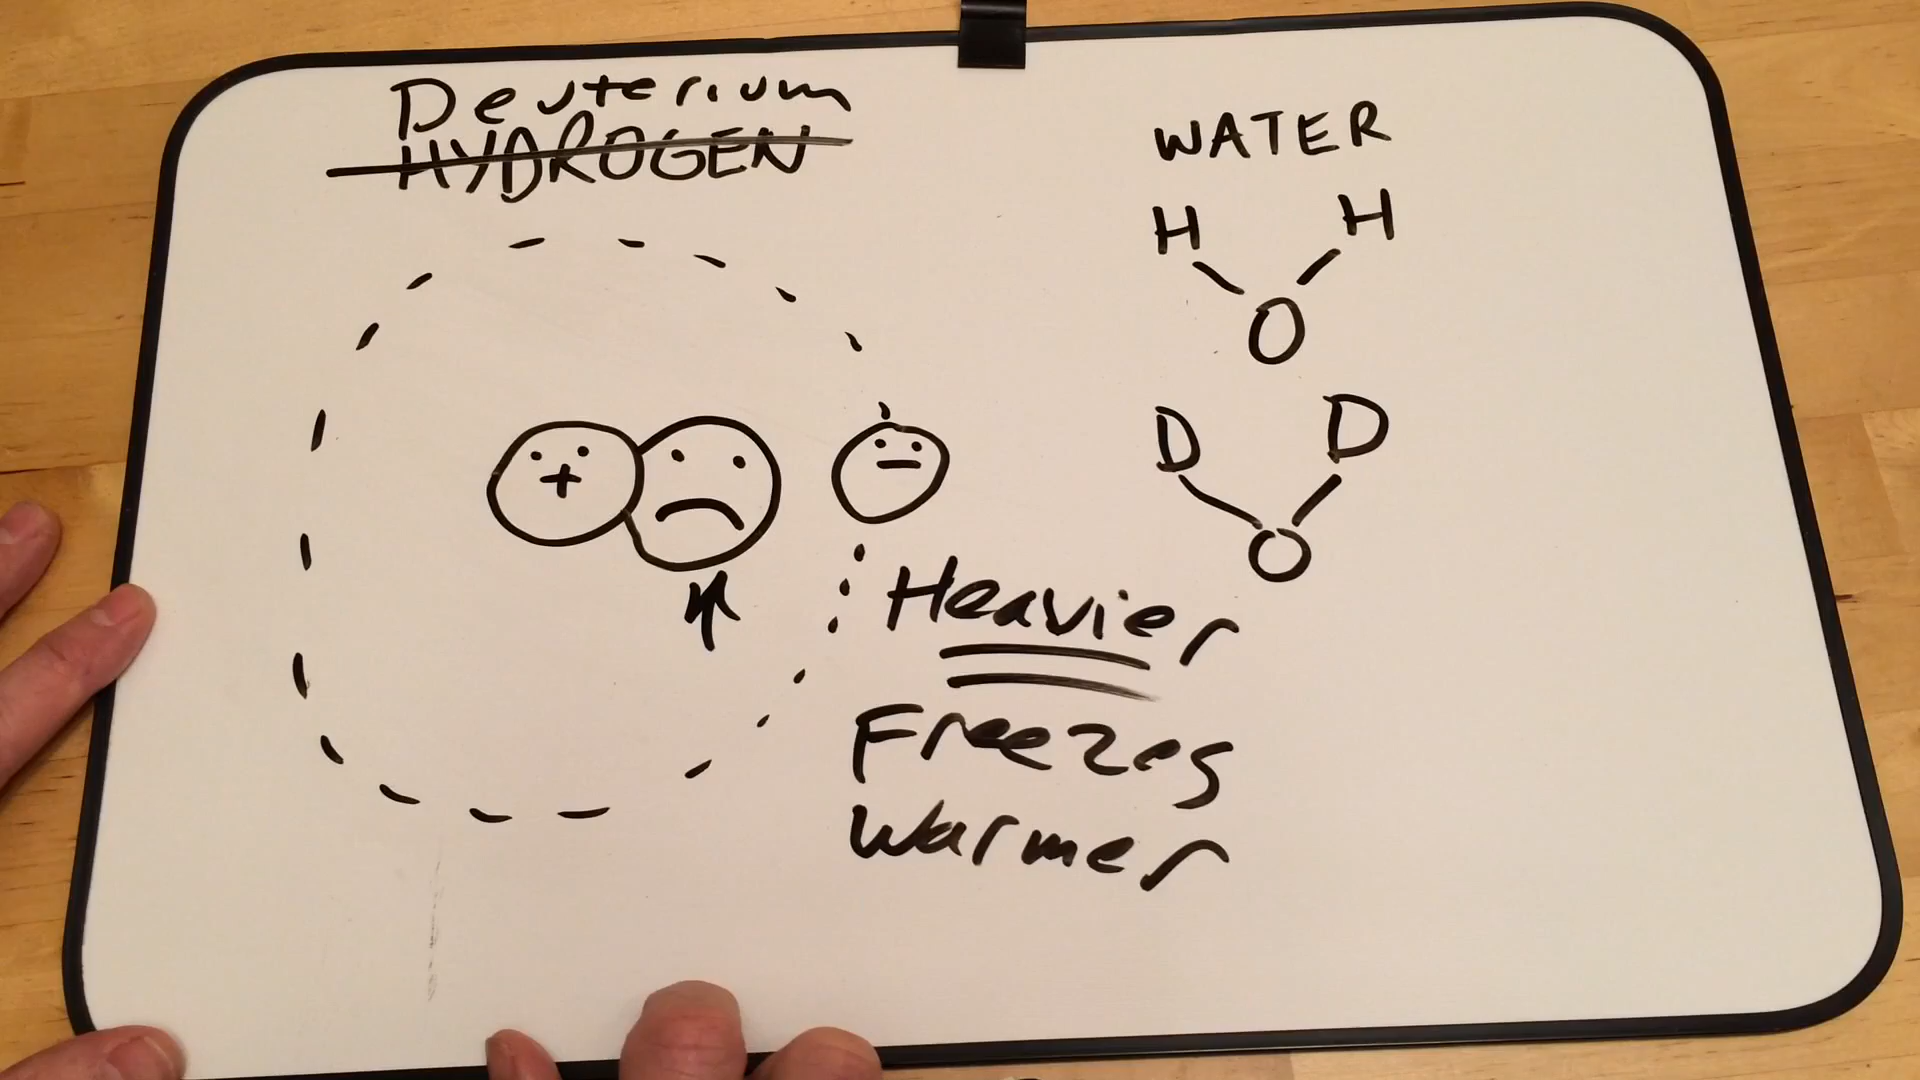 Deuterium
HYDROGEN
+
WATER
H H
O
D D
O
Heavier
Freezes
Warmer